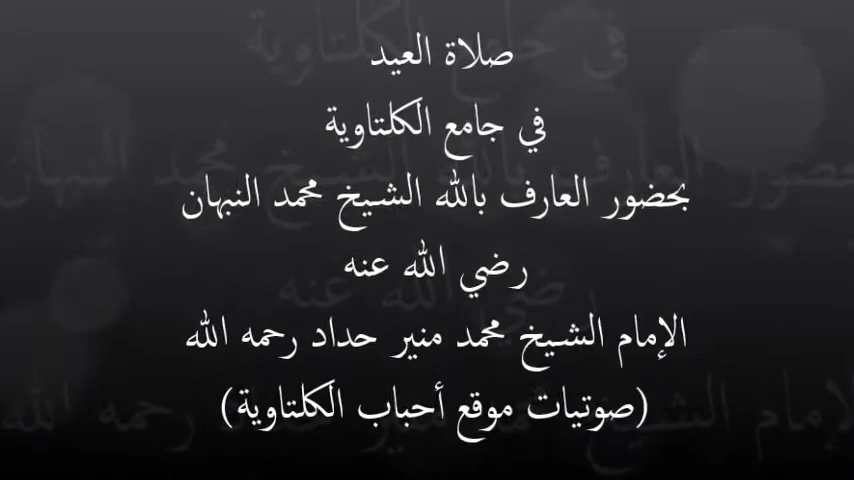 صلاة العيد
في جامع الكلتاوية
بحضور العارف بالله الشيخ محمد النبهان
رضي الله عنه
الإمام الشيخ محمد منير حداد رحمه الله
(صوتيات موقع أحباب الكلتاوية)